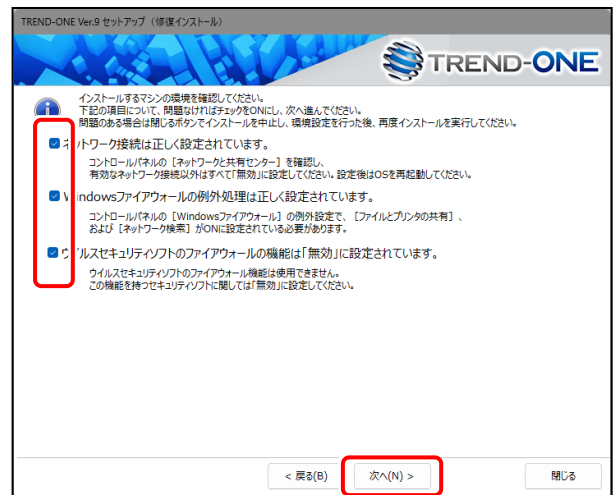 TREND-ONE Ver.9 セットアップ（修復インストール）
TREND-ONE
インストールするマシンの環境を確認してください。
下記の項目について、問題なければチェックをONにし、次へ進んでください。
問題のある場合は閉じるボタンでインストールを中止し、環境設定を行った後、再度インストールを実行してください。
ネットワーク接続は正しく設定されています。
コントロールパネルの［ネットワークと共有センター］を確認し、
有効なネットワーク接続以外はすべて「無効」に設定してください。設定後はOSを再起動してください。
Windowsファイアウォールの例外処理は正しく設定されています。
コントロールパネルの［Windowsファイアウォール］の例外設定で、［ファイルとプリンタの共有］、
および［ネットワーク検索］がONに設定されている必要があります。
ウイルスセキュリティソフトのファイアウォールの機能は「無効」に設定されています。
ウイルスセキュリティソフトのファイアウォール機能は使用できません。
この機能を持つセキュリティソフトに関しては「無効」に設定してください。
< 戻る(B)
次へ(N) >
閉じる